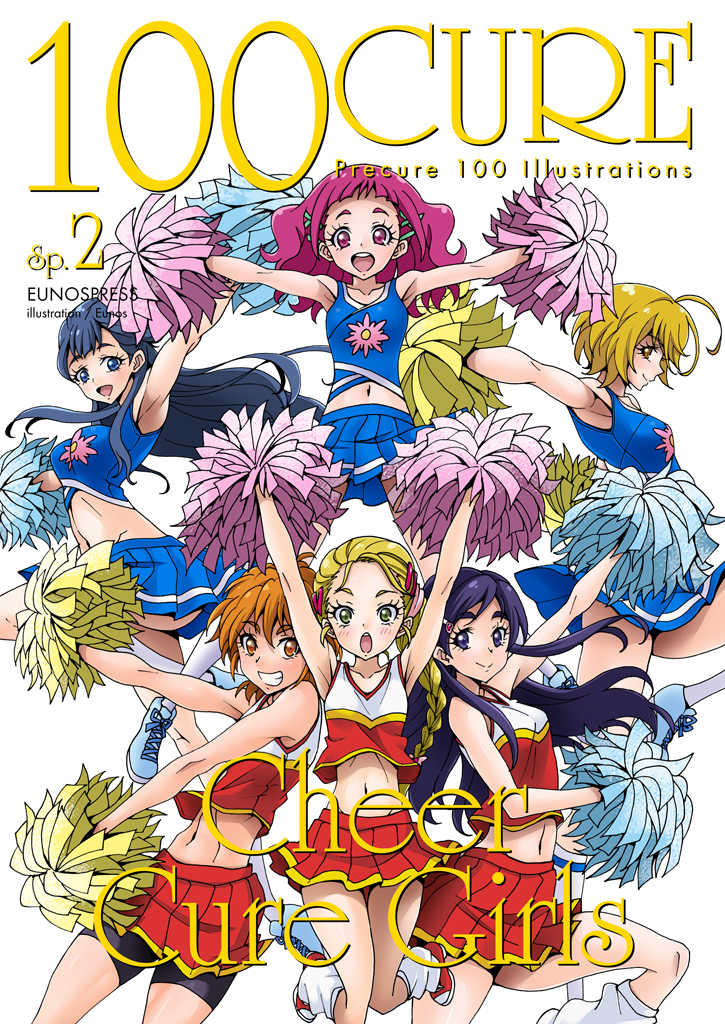 100CURE
Precure 100 Illustrations
Sp.2
EUNOSPRESS
illustration / Eunos
Cheer
Cure Girls